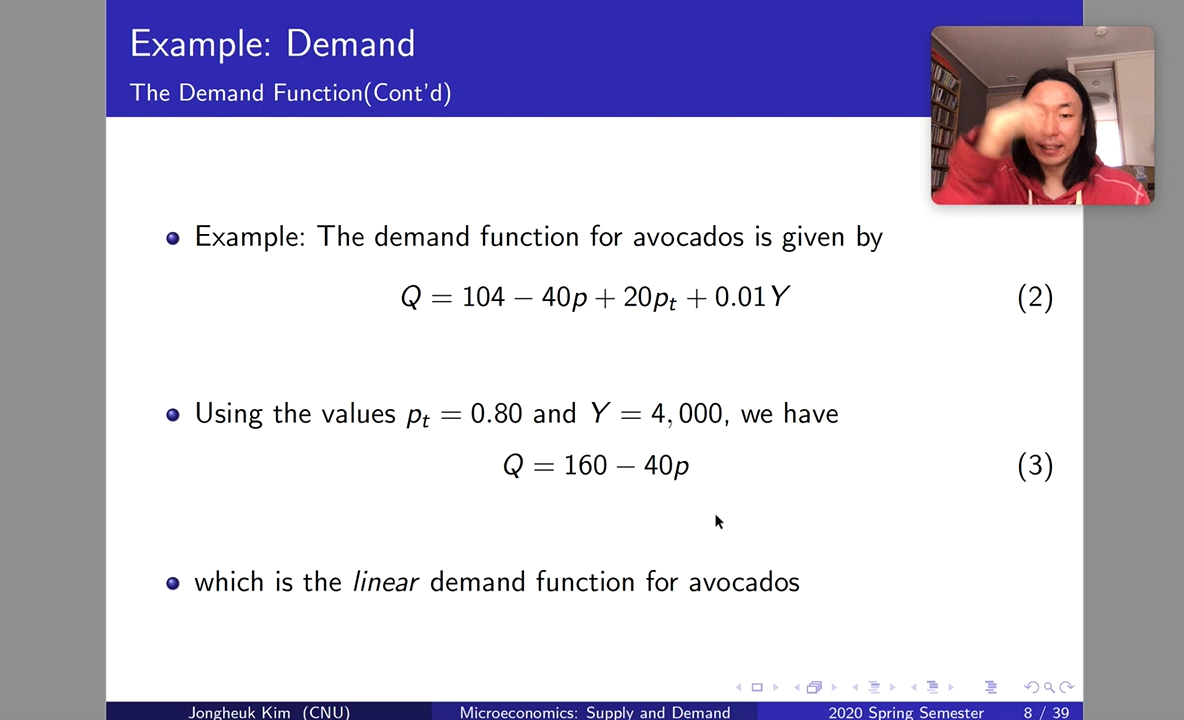 Example: Demand
The Demand Function(Cont'd)
Example: The demand function for avocados is given by
Q = 104 − 40p + 20pₜ + 0.01Y (2)
Using the values pₜ = 0.80 and Y = 4, 000, we have
Q = 160 − 40p (3)
which is the linear demand function for avocados
Jongheuk Kim (CNU) Microeconomics: Supply and Demand 2020 Spring Semester 8 / 39